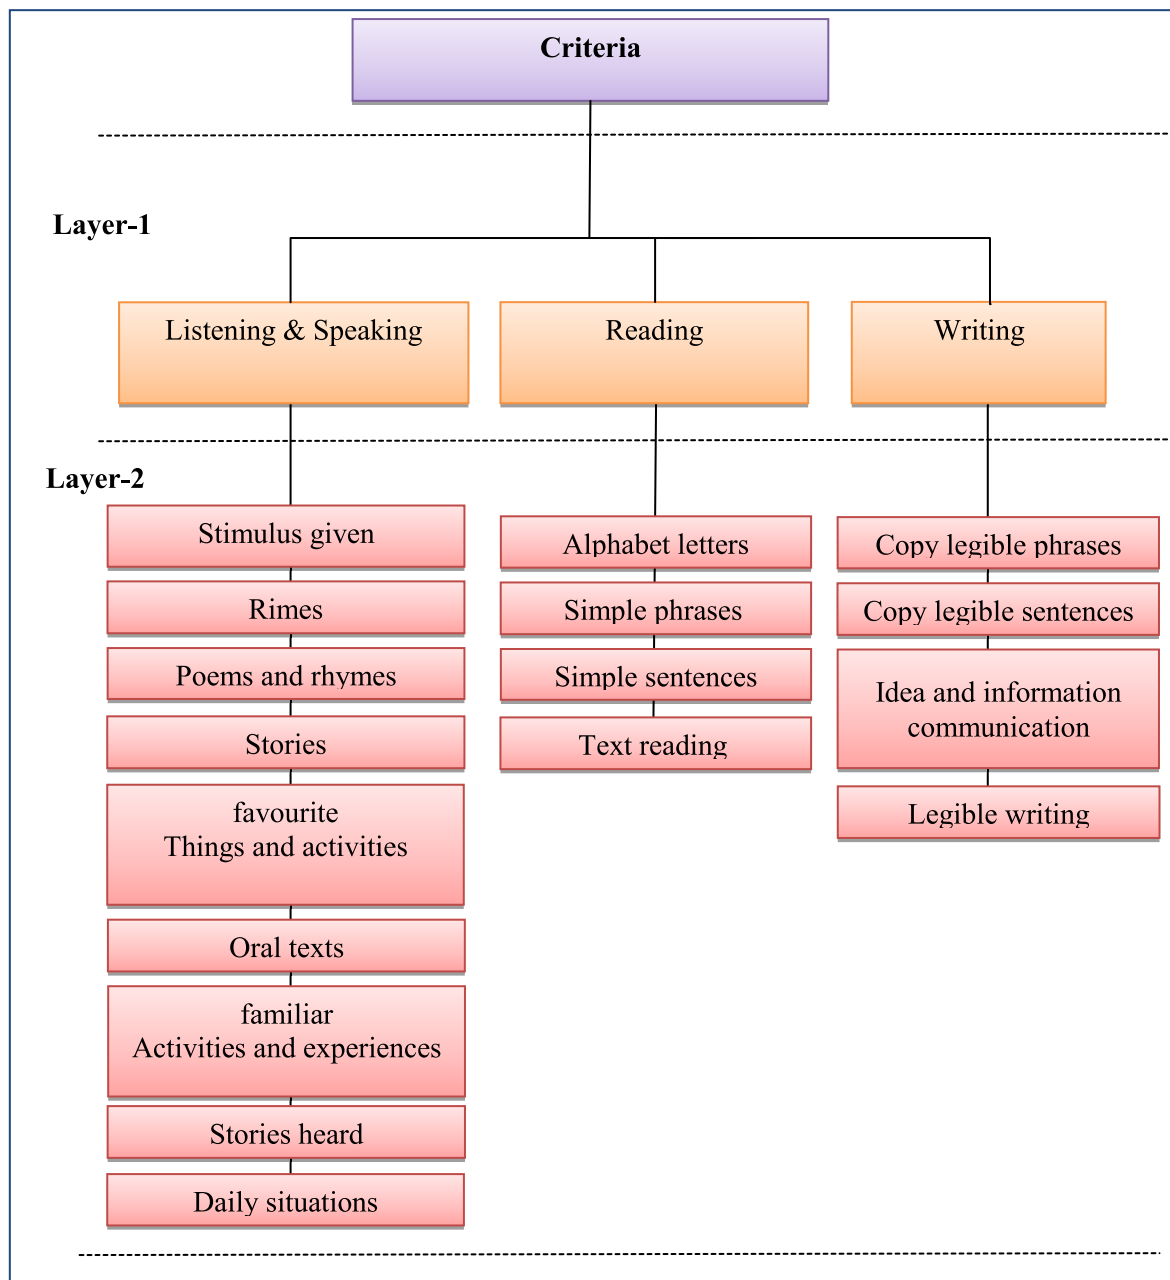 Criteria
Layer-1
Listening & Speaking
Reading
Writing
Layer-2
Stimulus given
Rimes
Poems and rhymes
Stories
favourite
Things and activities
Oral texts
familiar
Activities and experiences
Stories heard
Daily situations
Alphabet letters
Simple phrases
Simple sentences
Text reading
Copy legible phrases
Copy legible sentences
Idea and information
communication
Legible writing